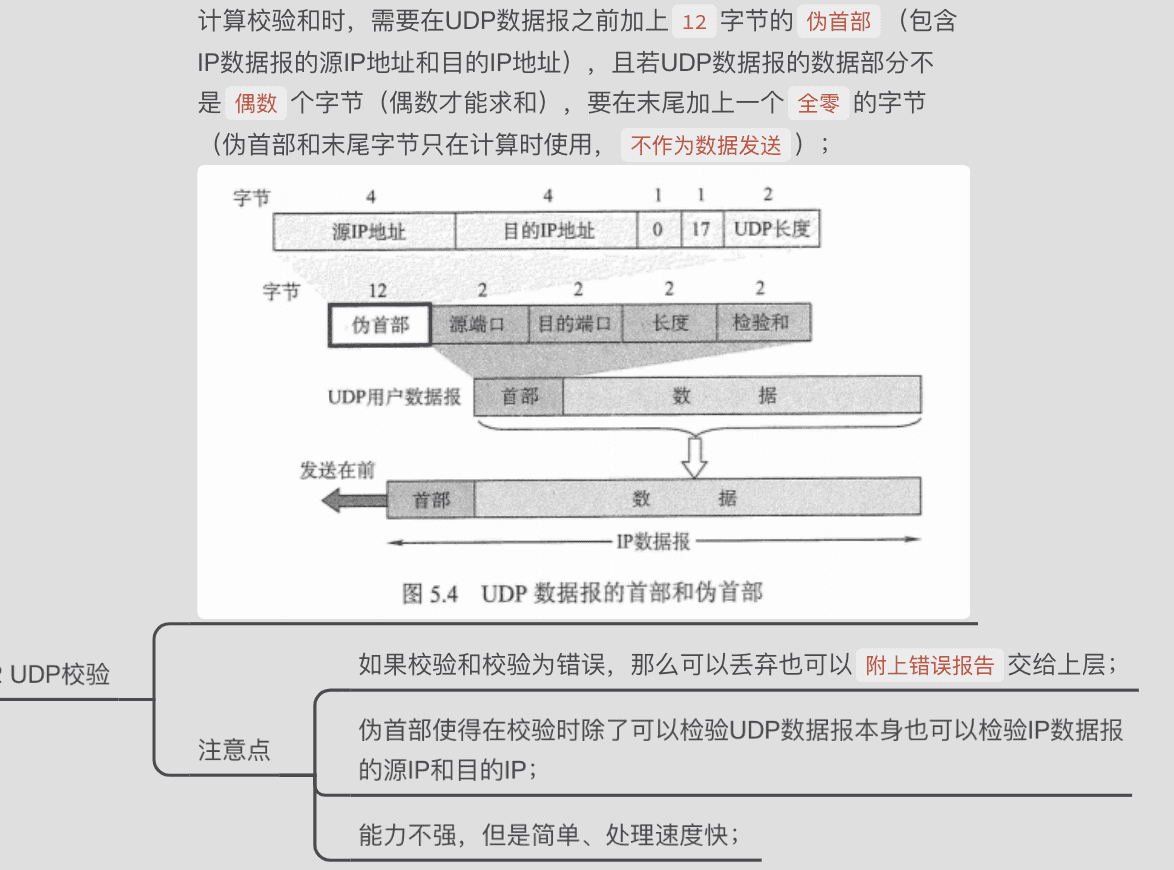 计算校验和时，需要在UDP数据报之前加上 12 字节的 伪首部 （包含
IP数据报的源IP地址和目的IP地址），且若UDP数据报的数据部分不
是 偶数 个字节（偶数才能求和），要在末尾加上一个 全零 的字节
（伪首部和末尾字节只在计算时使用， 不作为数据发送 ）；
字节 4 4 1 1 2
源IP地址 目的IP地址 0 17 UDP长度
字节 12 2 2 2 2
伪首部 源端口 目的端口 长度 检验和
UDP用户数据报 首部 数 据
发送在前
首部 数 据
IP数据报
图 5.4 UDP 数据报的首部和伪首部
UDP校验
如果校验和校验为错误，那么可以丢弃也可以 附上错误报告 交给上层；
注意点
伪首部使得在校验时除了可以检验UDP数据报本身也可以检验IP数据报
的源IP和目的IP；
能力不强，但是简单、处理速度快；